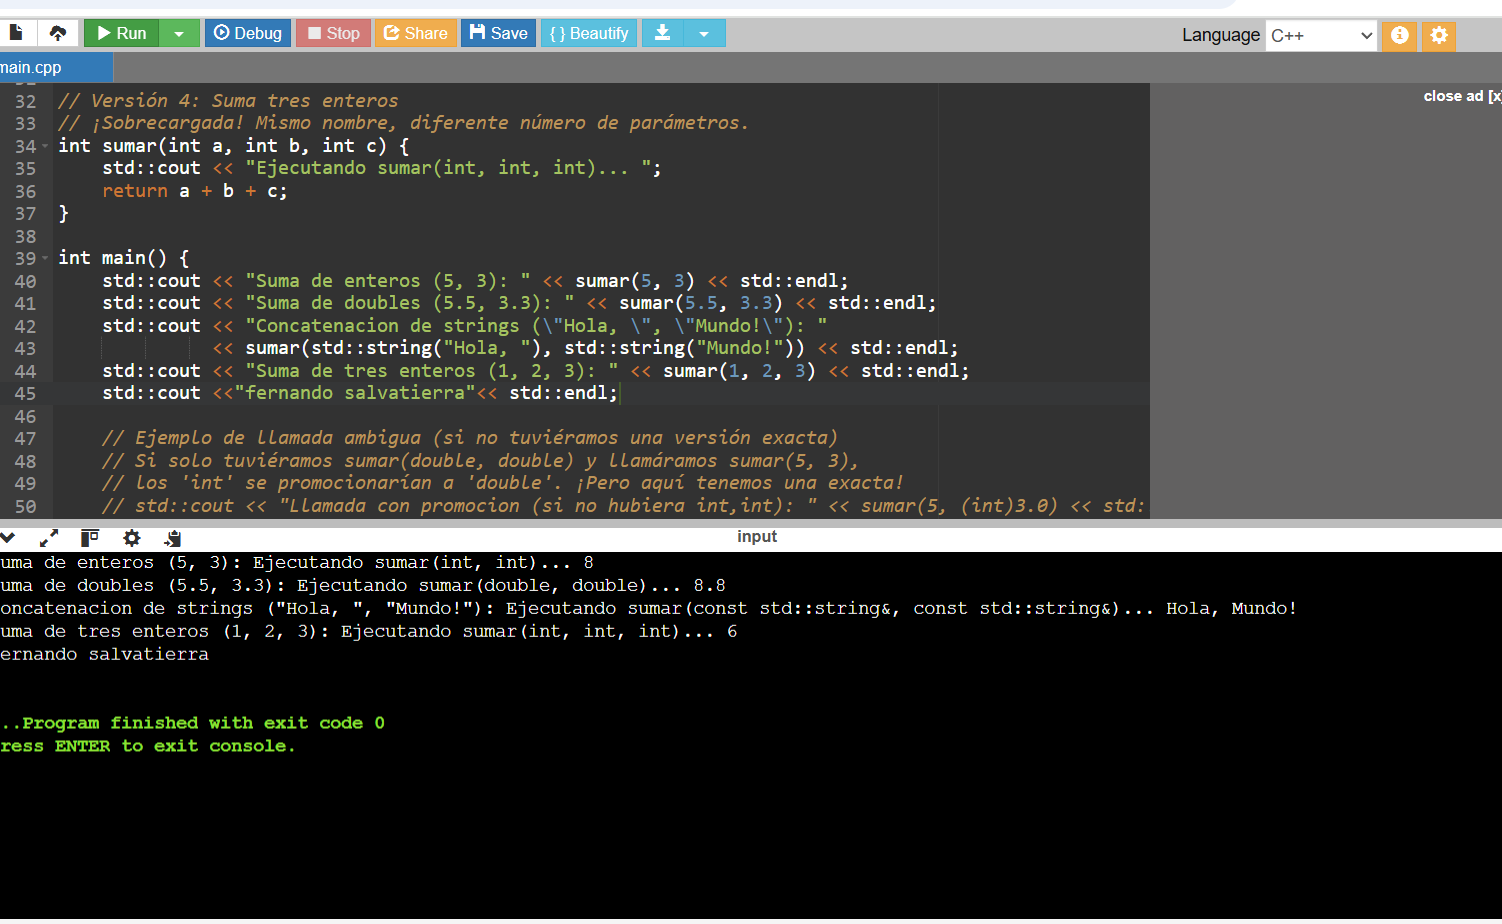 Run Debug Stop Share Save { } Beautify Language C++
main.cpp
close ad [x]
32 // Versión 4: Suma tres enteros
33 // ¡Sobrecargada! Mismo nombre, diferente número de parámetros.
34 int sumar(int a, int b, int c) {
35     std::cout << "Ejecutando sumar(int, int, int)... ";
36     return a + b + c;
37 }
38
39 int main() {
40     std::cout << "Suma de enteros (5, 3): " << sumar(5, 3) << std::endl;
41     std::cout << "Suma de doubles (5.5, 3.3): " << sumar(5.5, 3.3) << std::endl;
42     std::cout << "Concatenacion de strings (\"Hola, \", \"Mundo!\"): "
43               << sumar(std::string("Hola, "), std::string("Mundo!")) << std::endl;
44     std::cout << "Suma de tres enteros (1, 2, 3): " << sumar(1, 2, 3) << std::endl;
45     std::cout <<"fernando salvatierra"<< std::endl;
46
47     // Ejemplo de llamada ambigua (si no tuviéramos una versión exacta)
48     // Si solo tuviéramos sumar(double, double) y llamáramos sumar(5, 3),
49     // los 'int' se promocionarían a 'double'. ¡Pero aquí tenemos una exacta!
50     // std::cout << "Llamada con promocion (si no hubiera int,int): " << sumar(5, (int)3.0) << std:
input
uma de enteros (5, 3): Ejecutando sumar(int, int)... 8
uma de doubles (5.5, 3.3): Ejecutando sumar(double, double)... 8.8
oncatenacion de strings ("Hola, ", "Mundo!"): Ejecutando sumar(const std::string&, const std::string&)... Hola, Mundo!
uma de tres enteros (1, 2, 3): Ejecutando sumar(int, int, int)... 6
ernando salvatierra
..Program finished with exit code 0
ress ENTER to exit console.